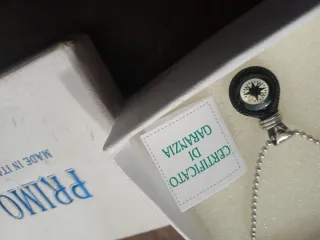 PRIMO
MADE IN ITA
CERTIFICATO
DI
GARANZIA